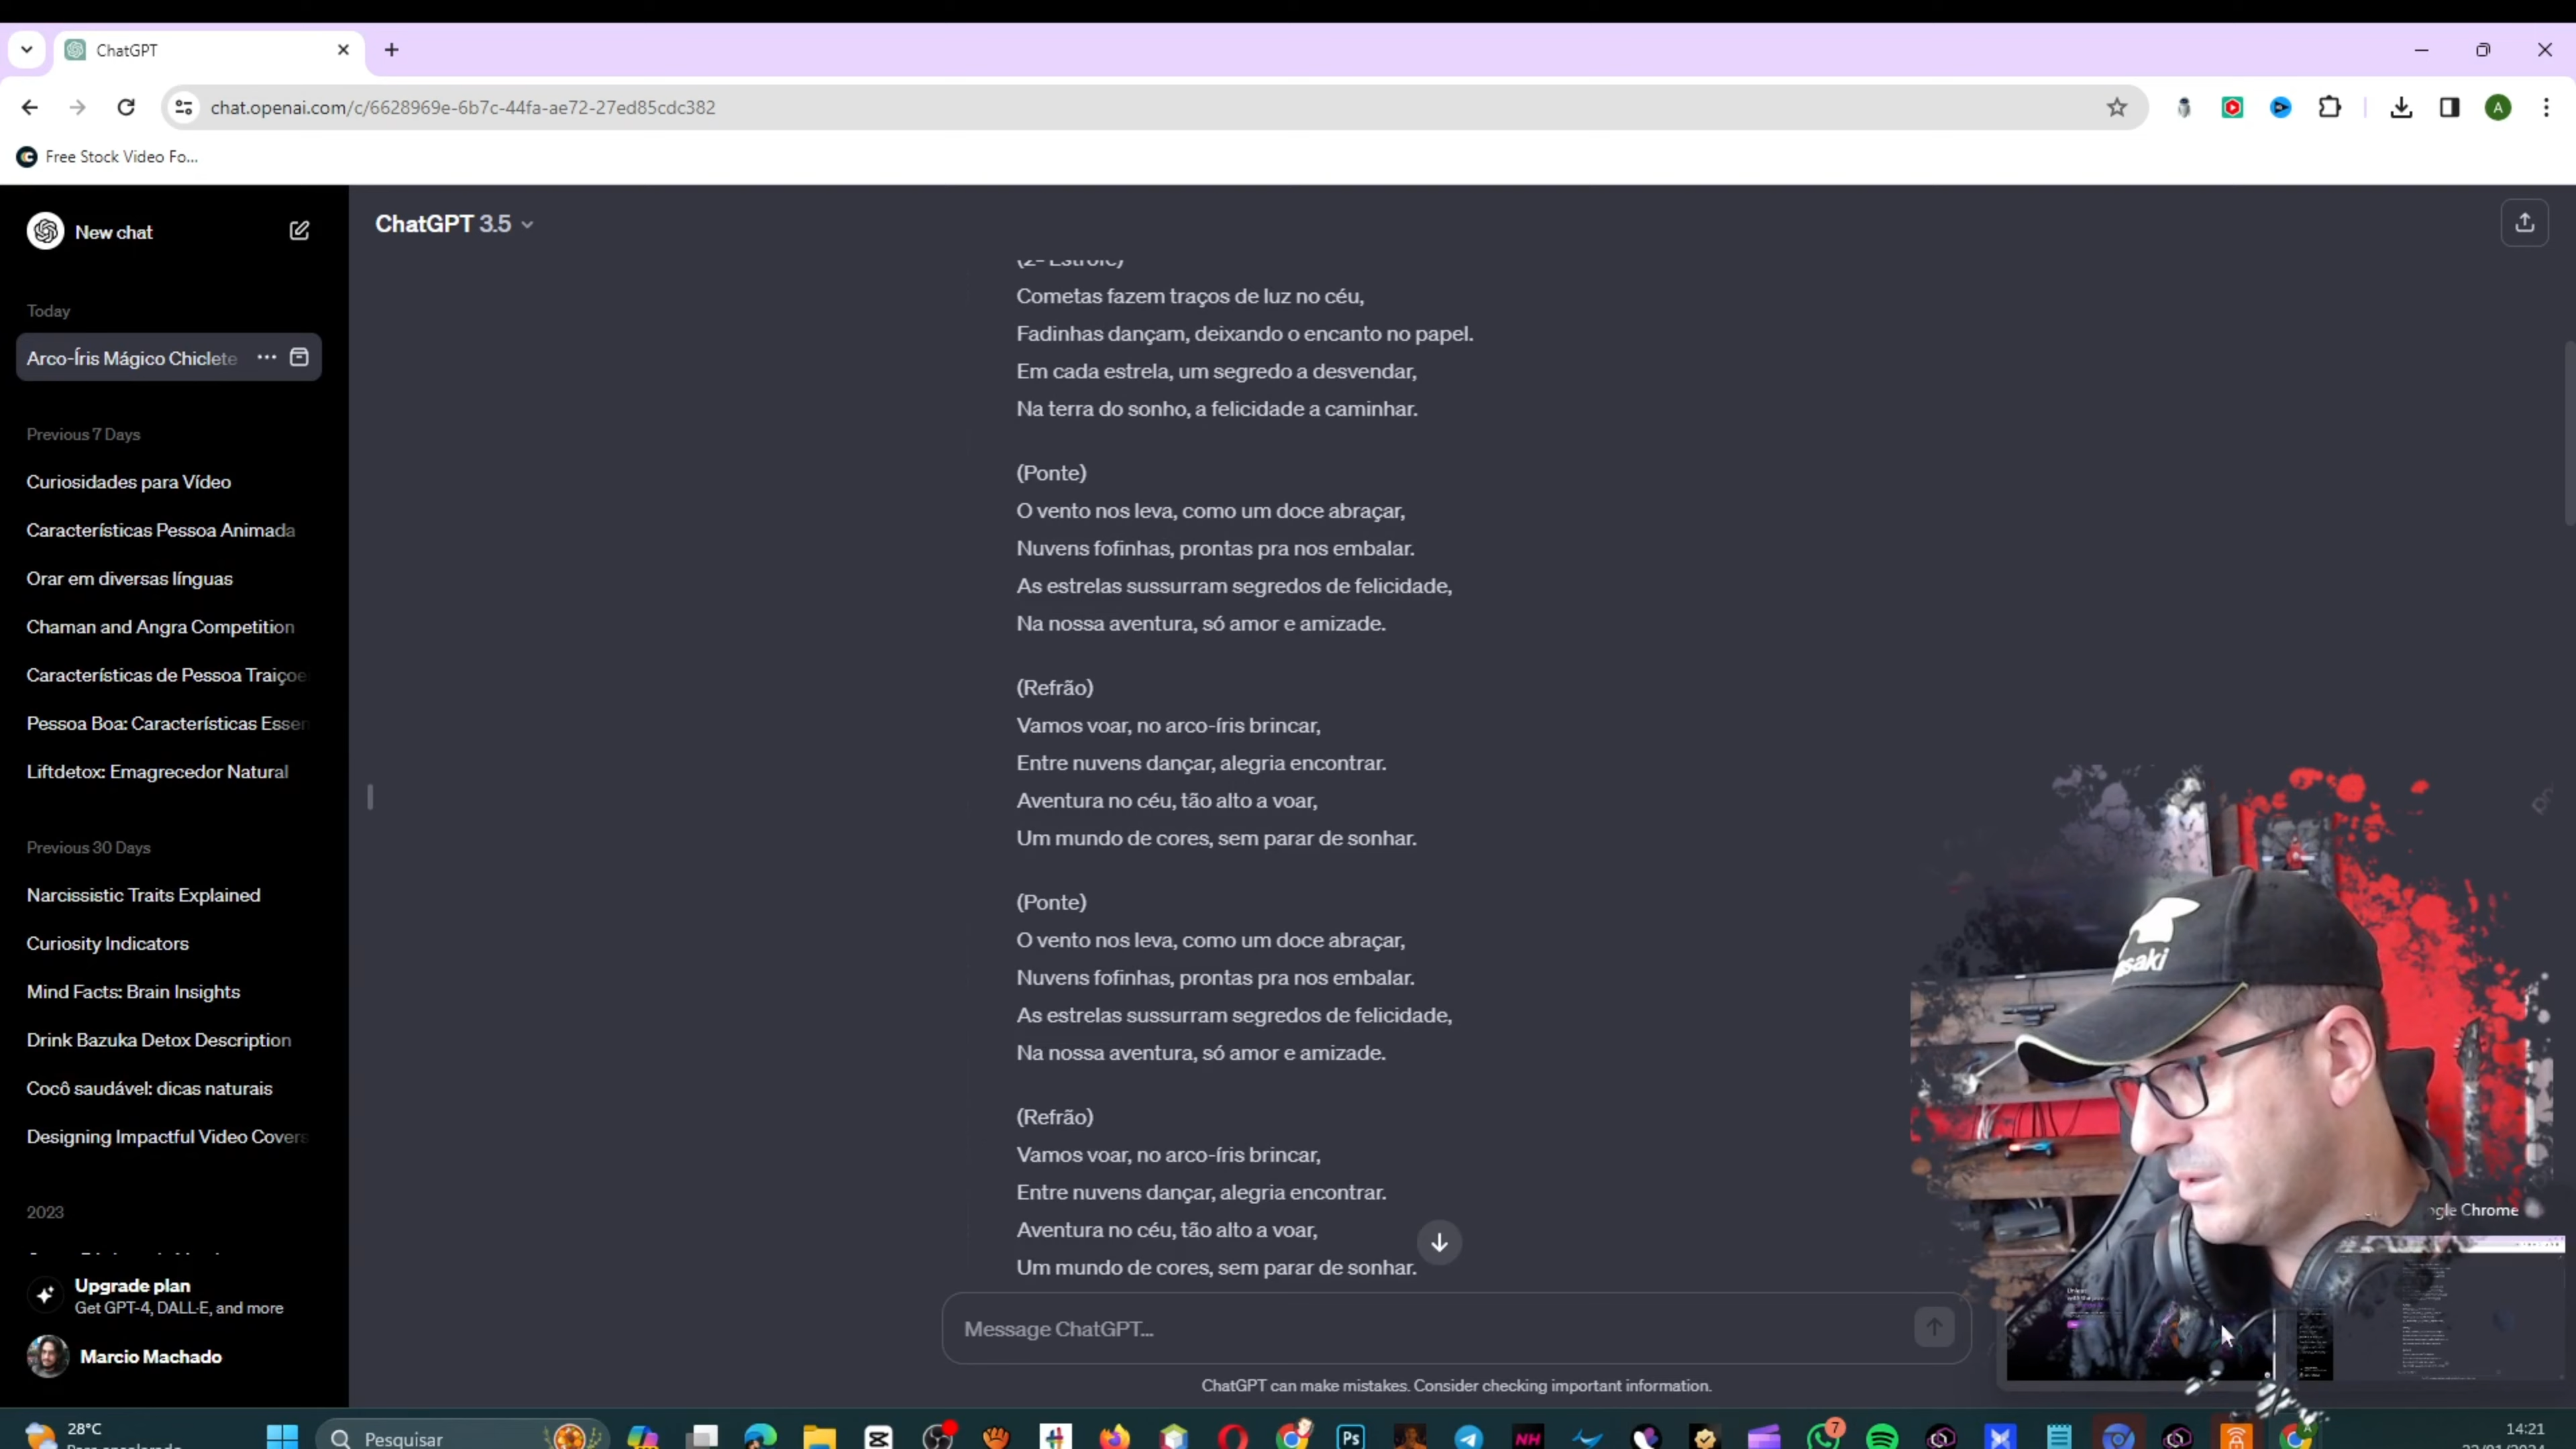 ChatGPT
chat.openai.com/c/6628969e-6b7c-44fa-ae72-27ed85cdc382
Free Stock Video Fo...
New chat
Today
Arco-Íris Mágico Chiclete
Previous 7 Days
Curiosidades para Vídeo
Características Pessoa Animada
Orar em diversas línguas
Chaman and Angra Competition
Características de Pessoa Traiçoe
Pessoa Boa: Características Essen
Liftdetox: Emagrecedor Natural
Previous 30 Days
Narcissistic Traits Explained
Curiosity Indicators
Mind Facts: Brain Insights
Drink Bazuka Detox Description
Cocô saudável: dicas naturais
Designing Impactful Video Covers
2023
Upgrade plan
Get GPT-4, DALL·E, and more
Marcio Machado
ChatGPT 3.5
(2ª Estrofe)
Cometas fazem traços de luz no céu,
Fadinhas dançam, deixando o encanto no papel.
Em cada estrela, um segredo a desvendar,
Na terra do sonho, a felicidade a caminhar.
(Ponte)
O vento nos leva, como um doce abraçar,
Nuvens fofinhas, prontas pra nos embalar.
As estrelas sussurram segredos de felicidade,
Na nossa aventura, só amor e amizade.
(Refrão)
Vamos voar, no arco-íris brincar,
Entre nuvens dançar, alegria encontrar.
Aventura no céu, tão alto a voar,
Um mundo de cores, sem parar de sonhar.
(Ponte)
O vento nos leva, como um doce abraçar,
Nuvens fofinhas, prontas pra nos embalar.
As estrelas sussurram segredos de felicidade,
Na nossa aventura, só amor e amizade.
(Refrão)
Vamos voar, no arco-íris brincar,
Entre nuvens dançar, alegria encontrar.
Aventura no céu, tão alto a voar,
Um mundo de cores, sem parar de sonhar.
Message ChatGPT...
ChatGPT can make mistakes. Consider checking important information.
asaki
ogle Chrome
28°C
Pesquisar
Ps
NH
7
14:21